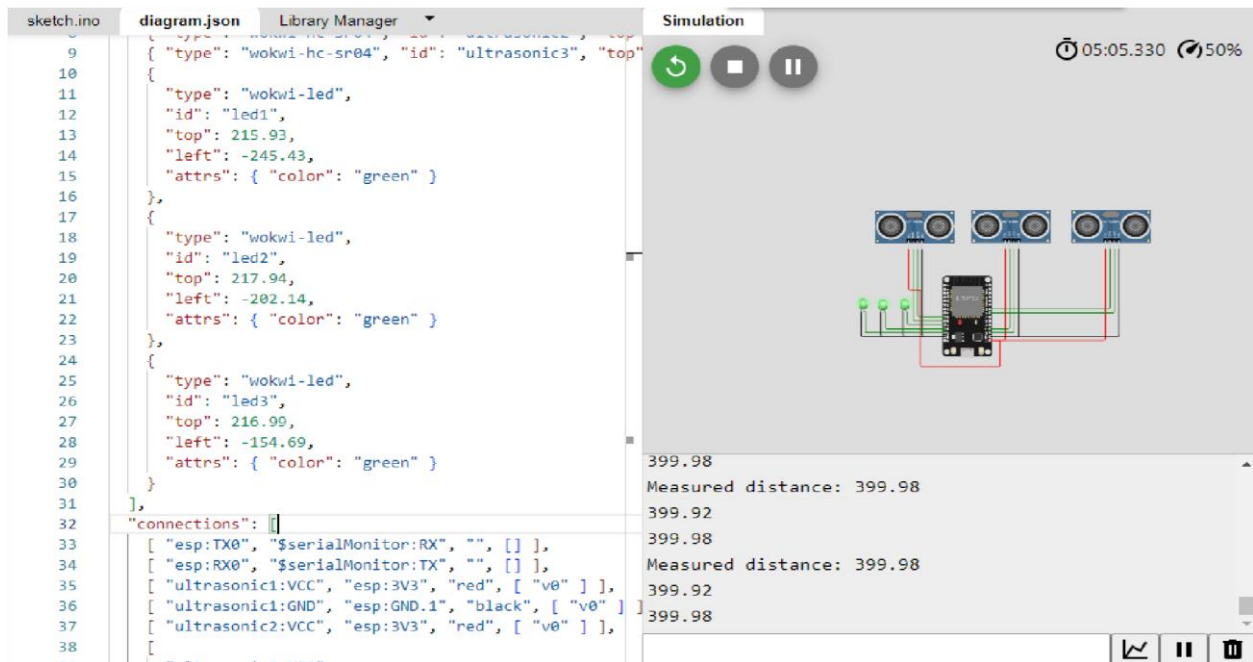 sketch.ino diagram.json Library Manager
9 { "type": "wokwi-hc-sr04", "id": "ultrasonic3", "top"
10 {
11 "type": "wokwi-led",
12 "id": "led1",
13 "top": 215.93,
14 "left": -245.43,
15 "attrs": { "color": "green" }
16 },
17 {
18 "type": "wokwi-led",
19 "id": "led2",
20 "top": 217.94,
21 "left": -202.14,
22 "attrs": { "color": "green" }
23 },
24 {
25 "type": "wokwi-led",
26 "id": "led3",
27 "top": 216.99,
28 "left": -154.69,
29 "attrs": { "color": "green" }
30 }
31 ],
32 "connections": [
33 [ "esp:TX0", "$serialMonitor:RX", "", [] ],
34 [ "esp:RX0", "$serialMonitor:TX", "", [] ],
35 [ "ultrasonic1:VCC", "esp:3V3", "red", [ "v0" ] ],
36 [ "ultrasonic1:GND", "esp:GND.1", "black", [ "v0" ] ]
37 [ "ultrasonic2:VCC", "esp:3V3", "red", [ "v0" ] ],
38 [
Simulation
05:05.330 50%
399.98
Measured distance: 399.98
399.92
399.98
Measured distance: 399.98
399.92
399.98